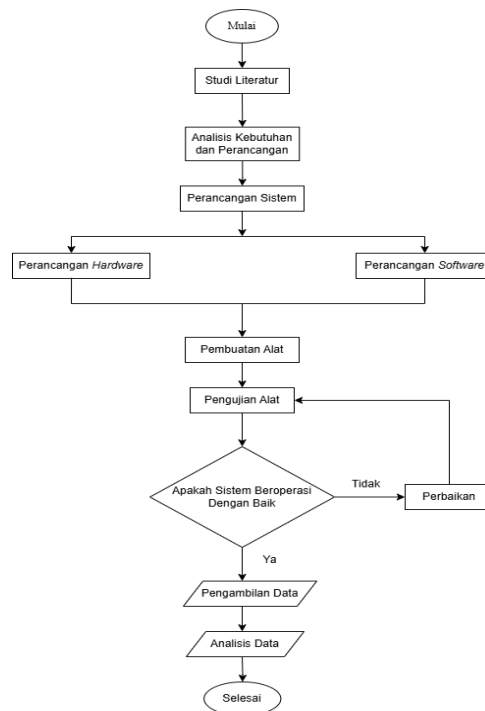 Mulai
Studi Literatur
Analisis Kebutuhan
dan Perancangan
Perancangan Sistem
Perancangan Hardware
Perancangan Software
Pembuatan Alat
Pengujian Alat
Apakah Sistem Beroperasi
Dengan Baik
Tidak
Perbaikan
Ya
Pengambilan Data
Analisis Data
Selesai